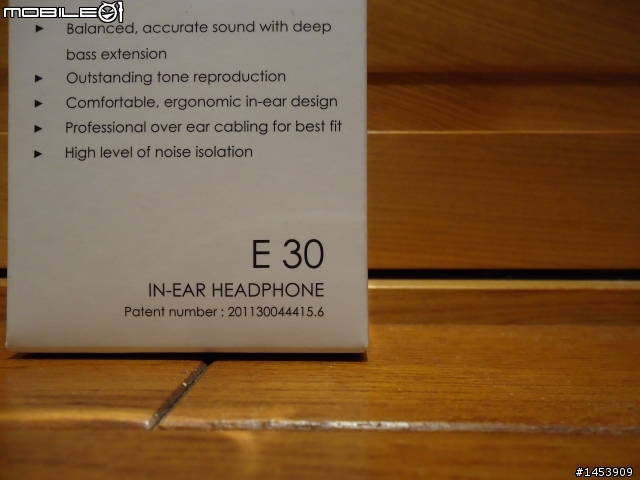 MOBILE01
▶ Balanced, accurate sound with deep
bass extension
▶ Outstanding tone reproduction
▶ Comfortable, ergonomic in-ear design
▶ Professional over ear cabling for best fit
▶ High level of noise isolation
E 30
IN-EAR HEADPHONE
Patent number : 201130044415.6
#1453909